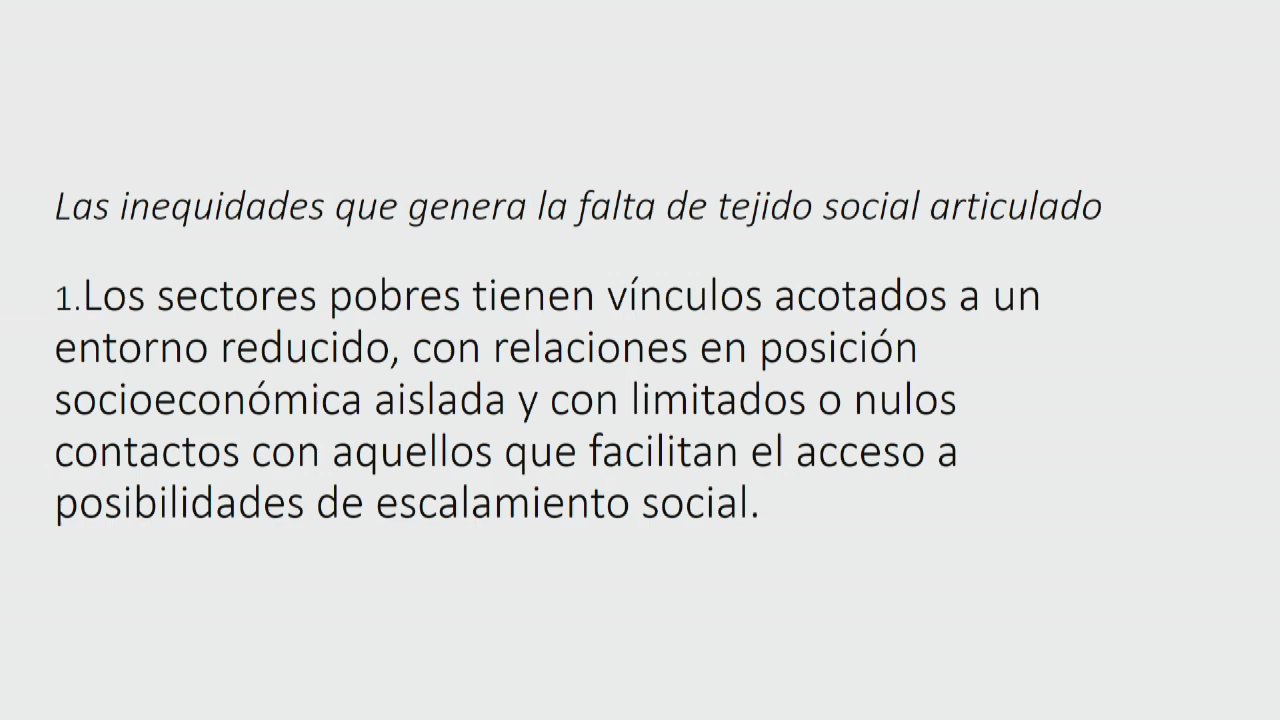 Las inequidades que genera la falta de tejido social articulado
1.Los sectores pobres tienen vínculos acotados a un
entorno reducido, con relaciones en posición
socioeconómica aislada y con limitados o nulos
contactos con aquellos que facilitan el acceso a
posibilidades de escalamiento social.